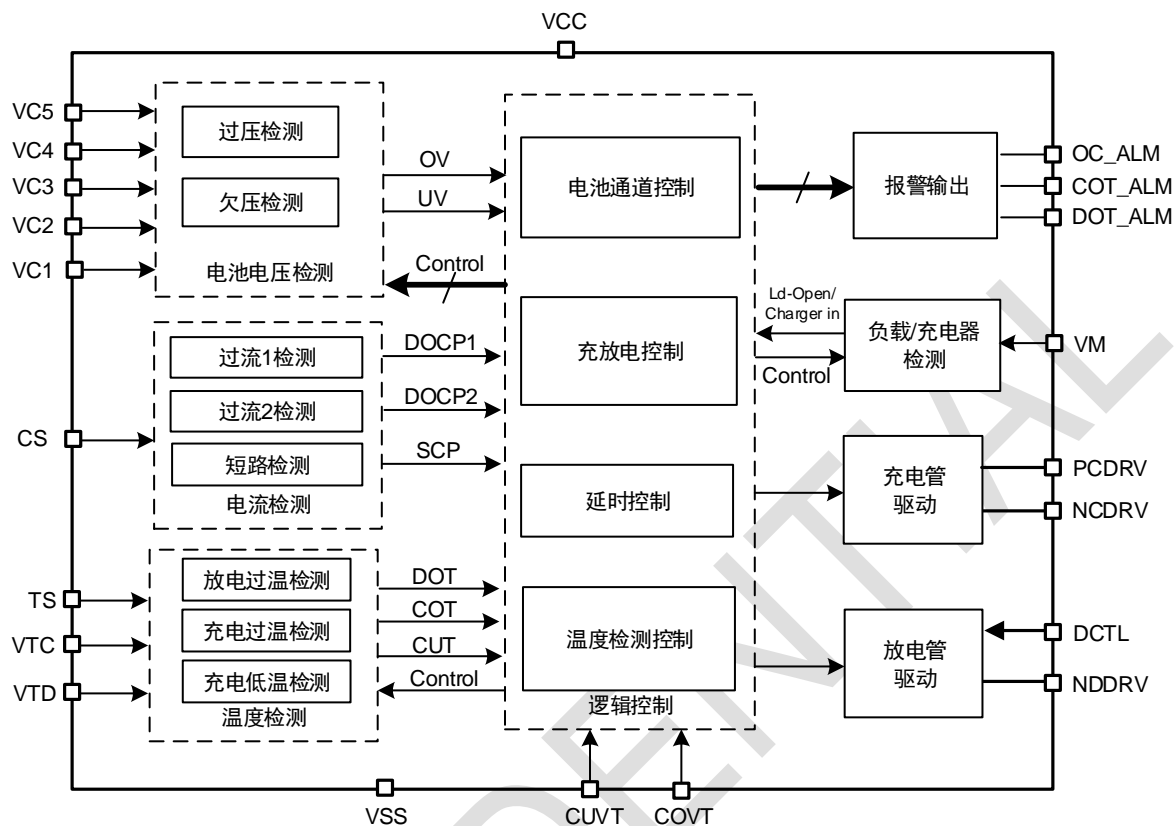 VCC
VC5
VC4
VC3
VC2
VC1
过压检测
欠压检测
电池电压检测
OV
UV
Control
电池通道控制
报警输出
OC_ALM
COT_ALM
DOT_ALM
过流1检测
过流2检测
短路检测
电流检测
CS
DOCP1
DOCP2
SCP
充放电控制
延时控制
Ld-Open/
Charger in
Control
负载/充电器
检测
VM
充电管
驱动
PCDRV
NCDRV
TS
VTC
VTD
放电过温检测
充电过温检测
充电低温检测
温度检测
DOT
COT
CUT
Control
温度检测控制
逻辑控制
放电管
驱动
DCTL
NDDRV
VSS
CUVT
COVT
DENTIAL